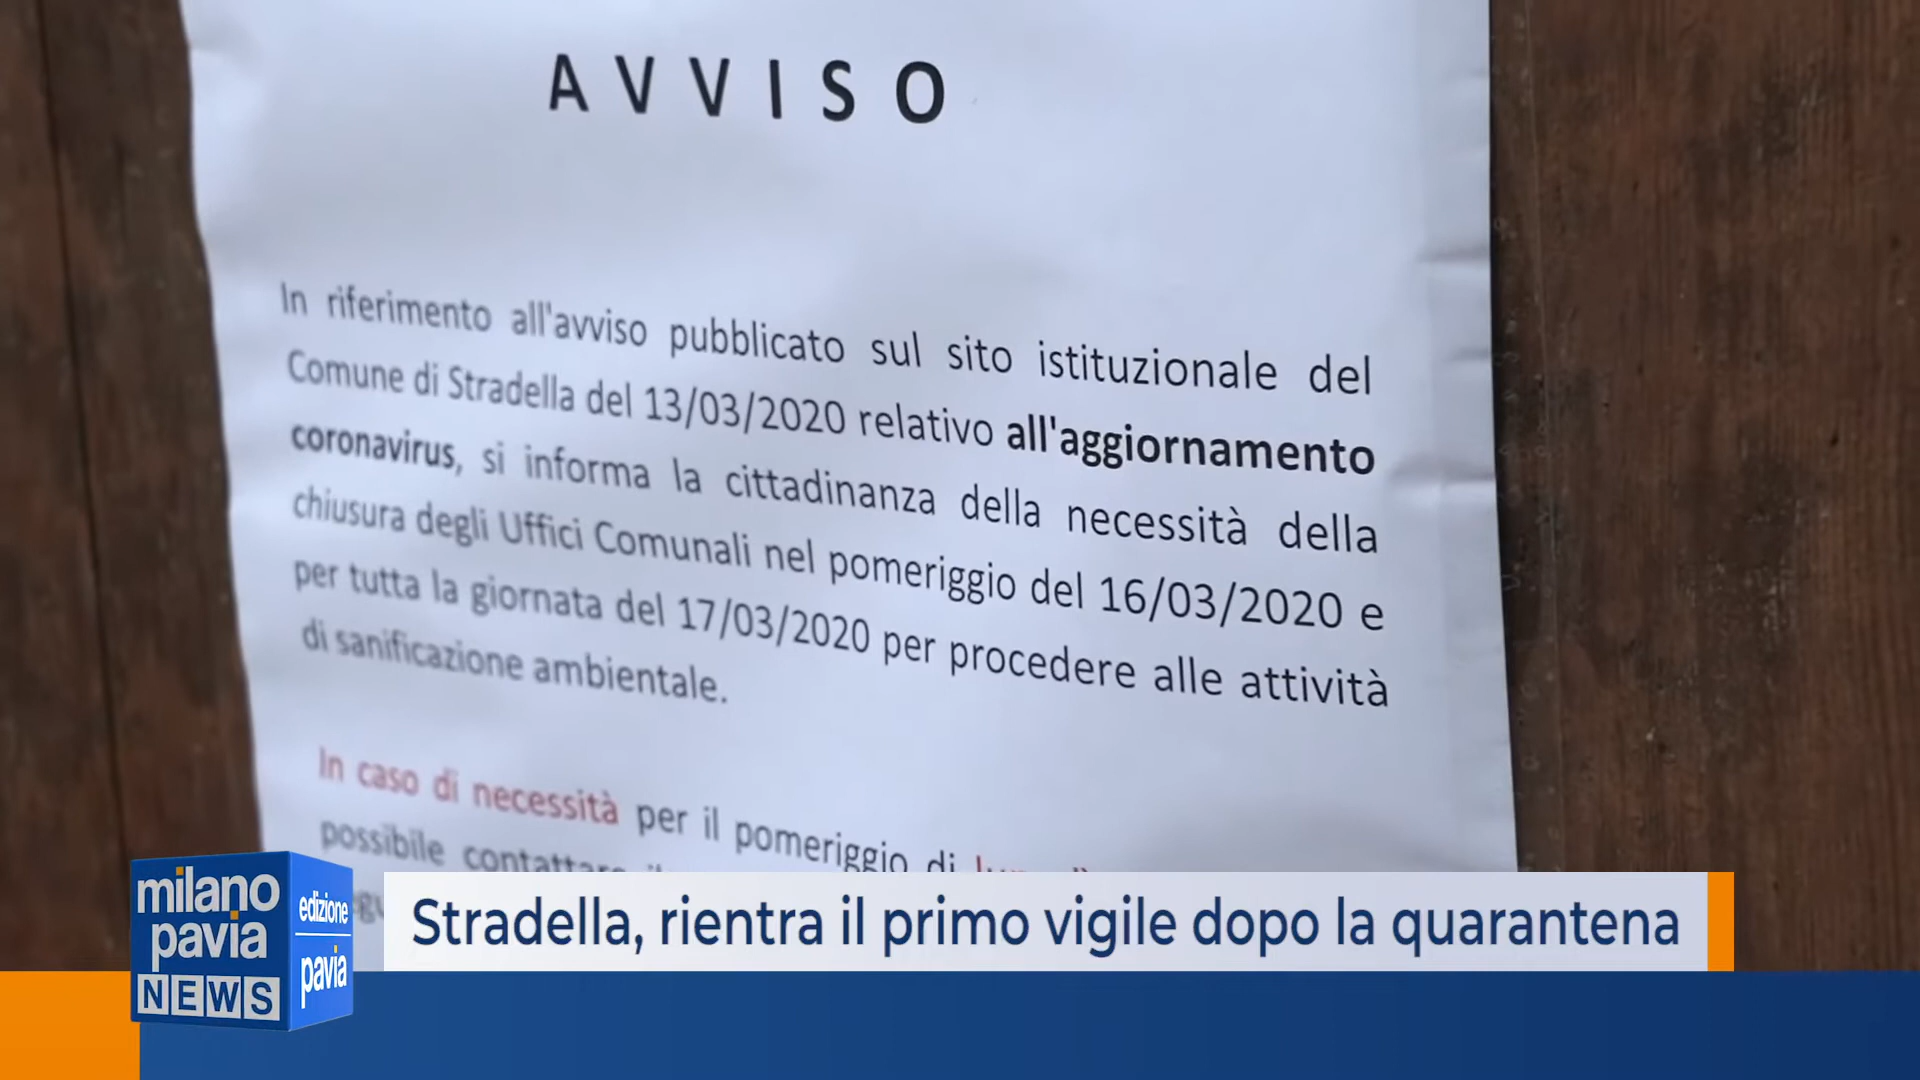 AVVISO
In riferimento all'avviso pubblicato sul sito istituzionale del
Comune di Stradella del 13/03/2020 relativo all'aggiornamento
coronavirus, si informa la cittadinanza della necessità della
chiusura degli Uffici Comunali nel pomeriggio del 16/03/2020 e
per tutta la giornata del 17/03/2020 per procedere alle attività
di sanificazione ambientale.
In caso di necessità per il pomeriggio di
possibile contattare
Stradella, rientra il primo vigile dopo la quarantena
milano
pavia
NEWS
edizione
pavia